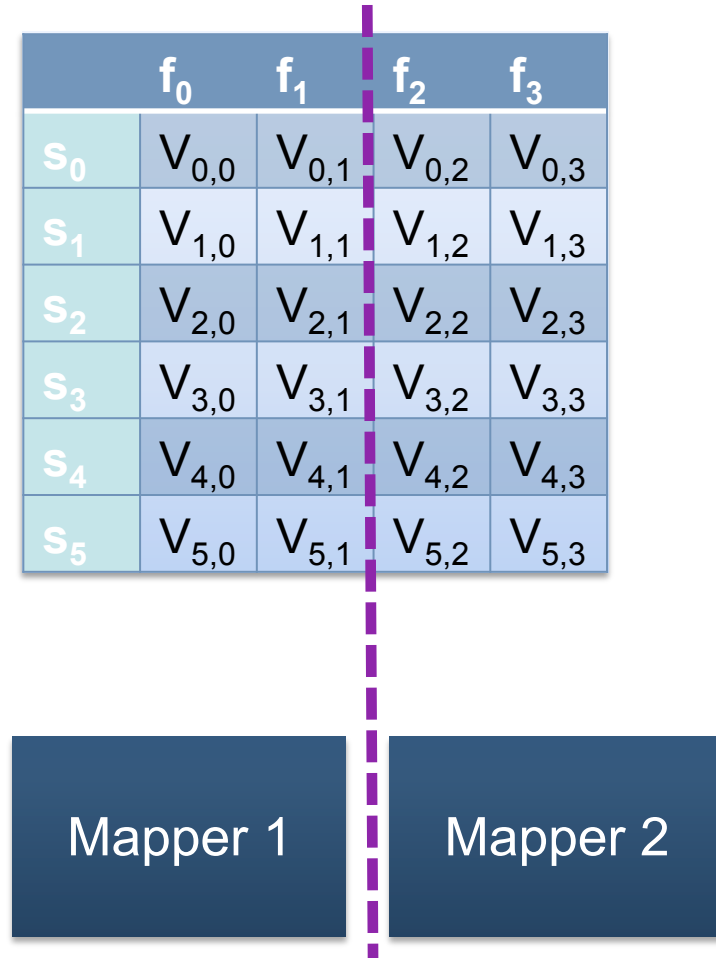 f₀ f₁ f₂ f₃
s₀ V₀,₀ V₀,₁ V₀,₂ V₀,₃
s₁ V₁,₀ V₁,₁ V₁,₂ V₁,₃
s₂ V₂,₀ V₂,₁ V₂,₂ V₂,₃
s₃ V₃,₀ V₃,₁ V₃,₂ V₃,₃
s₄ V₄,₀ V₄,₁ V₄,₂ V₄,₃
s₅ V₅,₀ V₅,₁ V₅,₂ V₅,₃
Mapper 1 Mapper 2